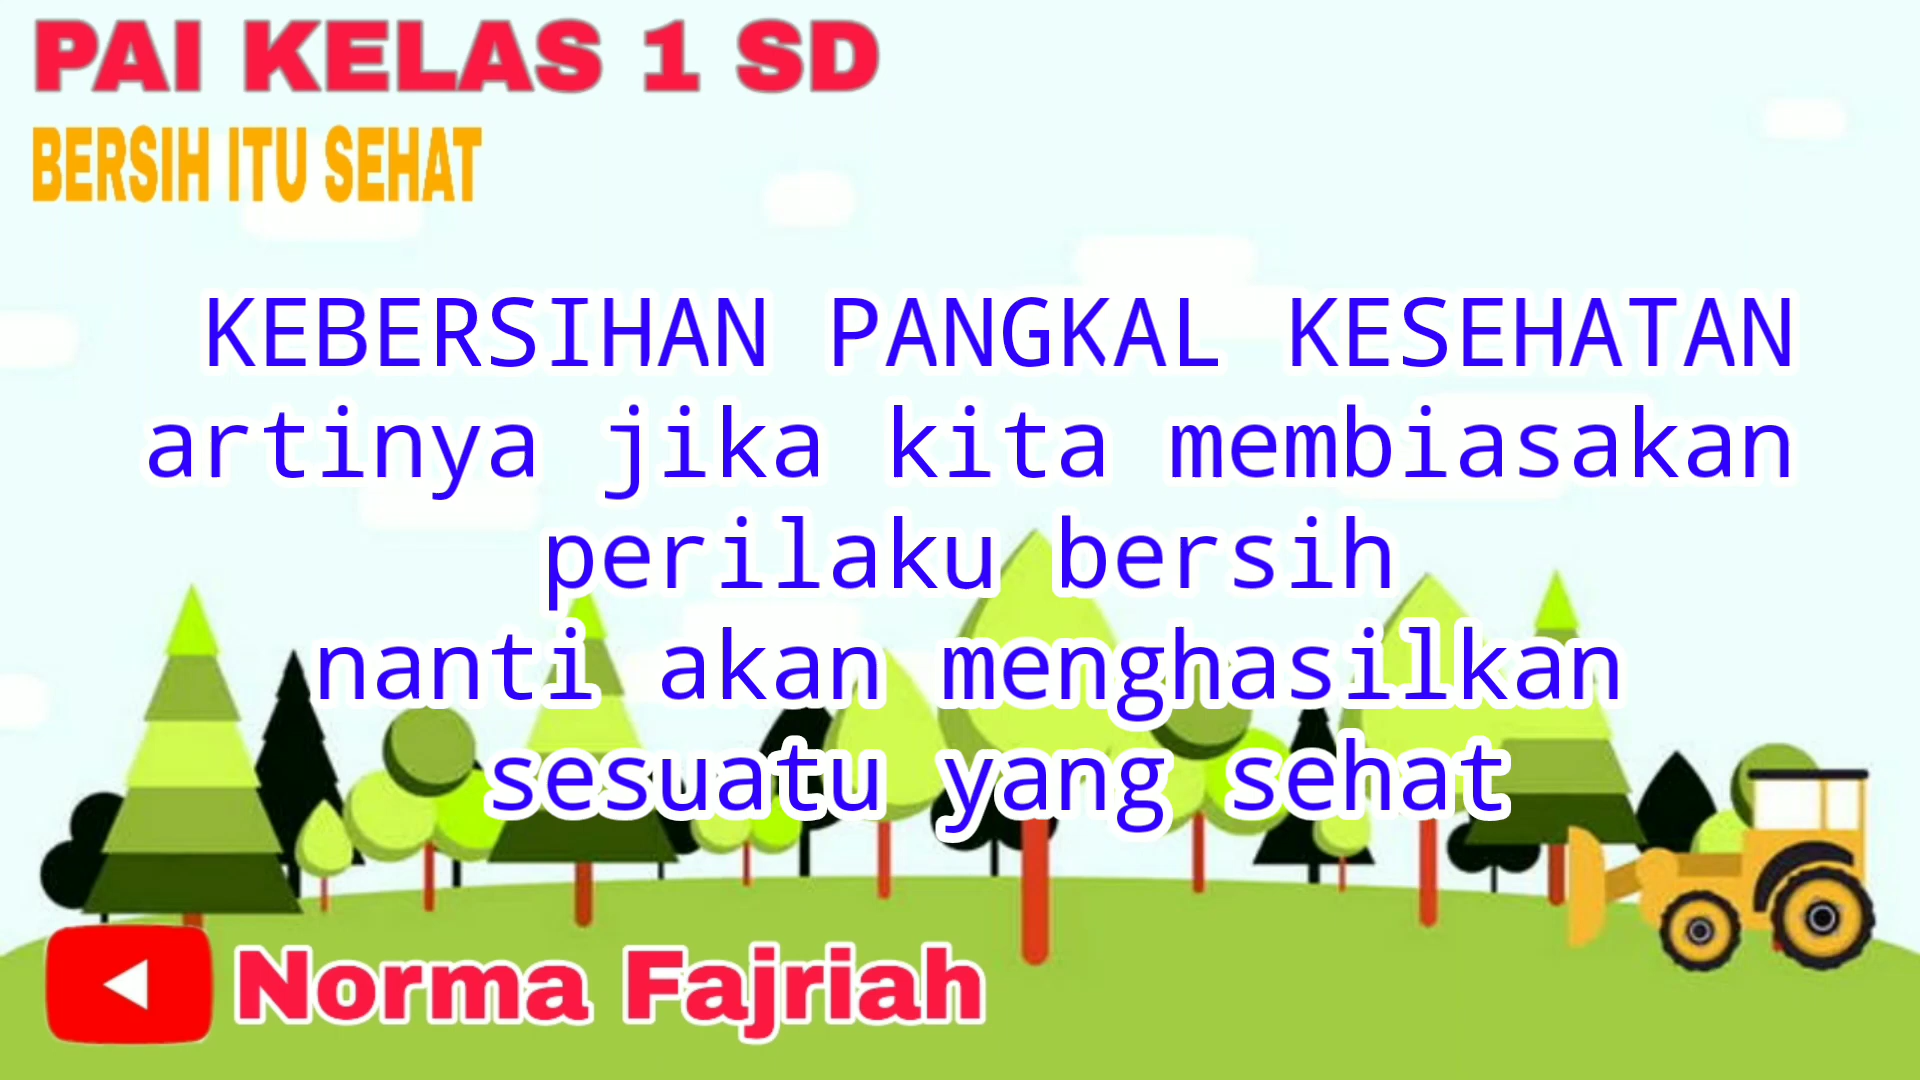 PAI KELAS 1 SD
BERSIH ITU SEHAT
KEBERSIHAN PANGKAL KESEHATAN
artinya jika kita membiasakan
perilaku bersih
nanti akan menghasilkan
sesuatu yang sehat
Norma Fajriah